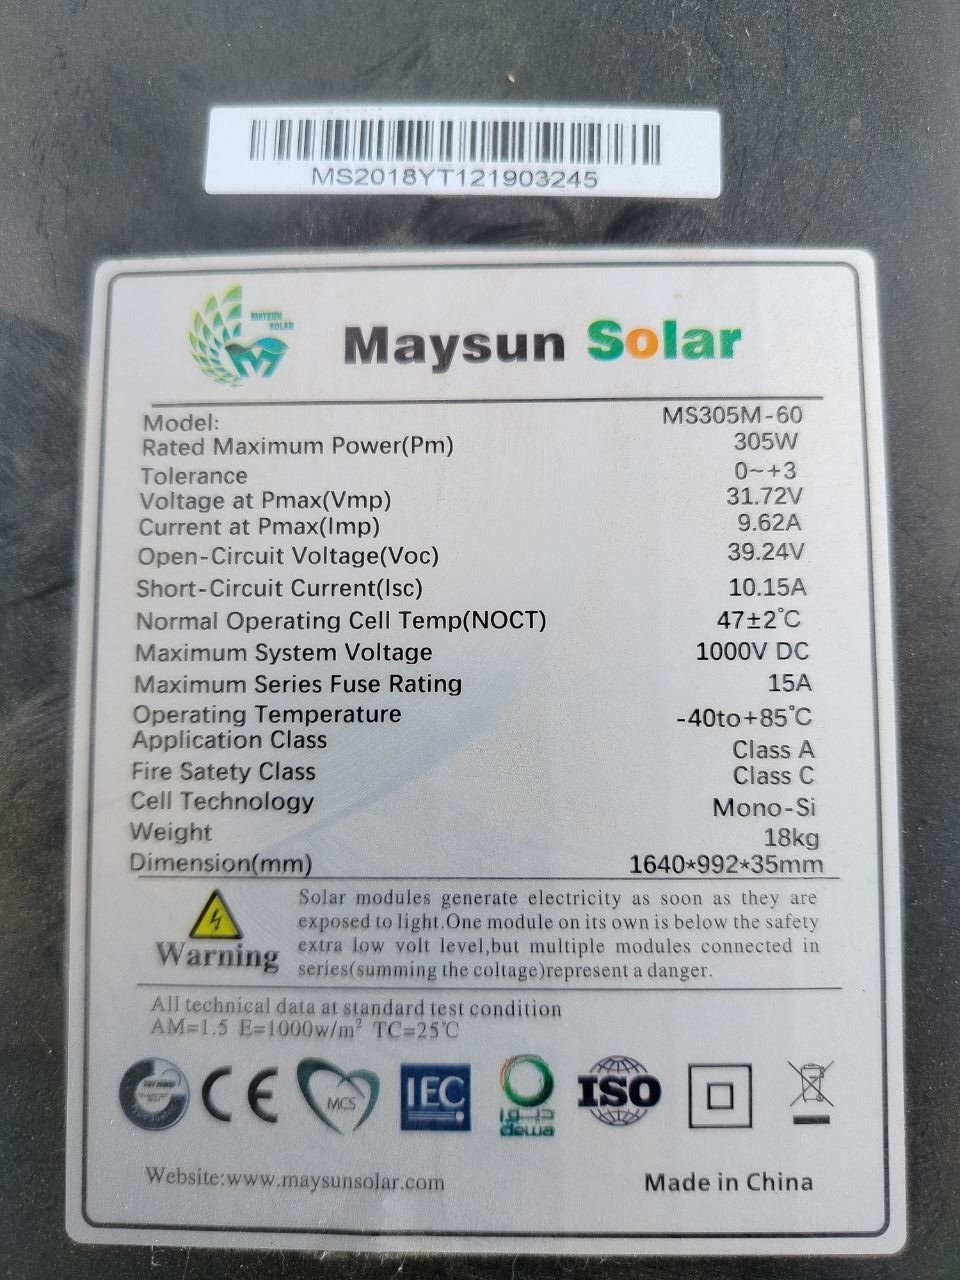 MS2018YT121903245
MAYSUN
SOLAR
Maysun Solar
Model: MS305M-60
Rated Maximum Power(Pm) 305W
Tolerance 0~+3
Voltage at Pmax(Vmp) 31.72V
Current at Pmax(Imp) 9.62A
Open-Circuit Voltage(Voc) 39.24V
Short-Circuit Current(Isc) 10.15A
Normal Operating Cell Temp(NOCT) 47±2℃
Maximum System Voltage 1000V DC
Maximum Series Fuse Rating 15A
Operating Temperature -40to+85℃
Application Class Class A
Fire Satety Class Class C
Cell Technology Mono-Si
Weight 18kg
Dimension(mm) 1640*992*35mm
Warning
Solar modules generate electricity as soon as they are
exposed to light.One module on its own is below the safety
extra low volt level,but multiple modules connected in
series(summing the coltage)represent a danger.
All technical data at standard test condition
AM=1.5 E=1000w/m² TC=25℃
CE MCS IEC ISO
ديوا
dewa
Website:www.maysunsolar.com Made in China